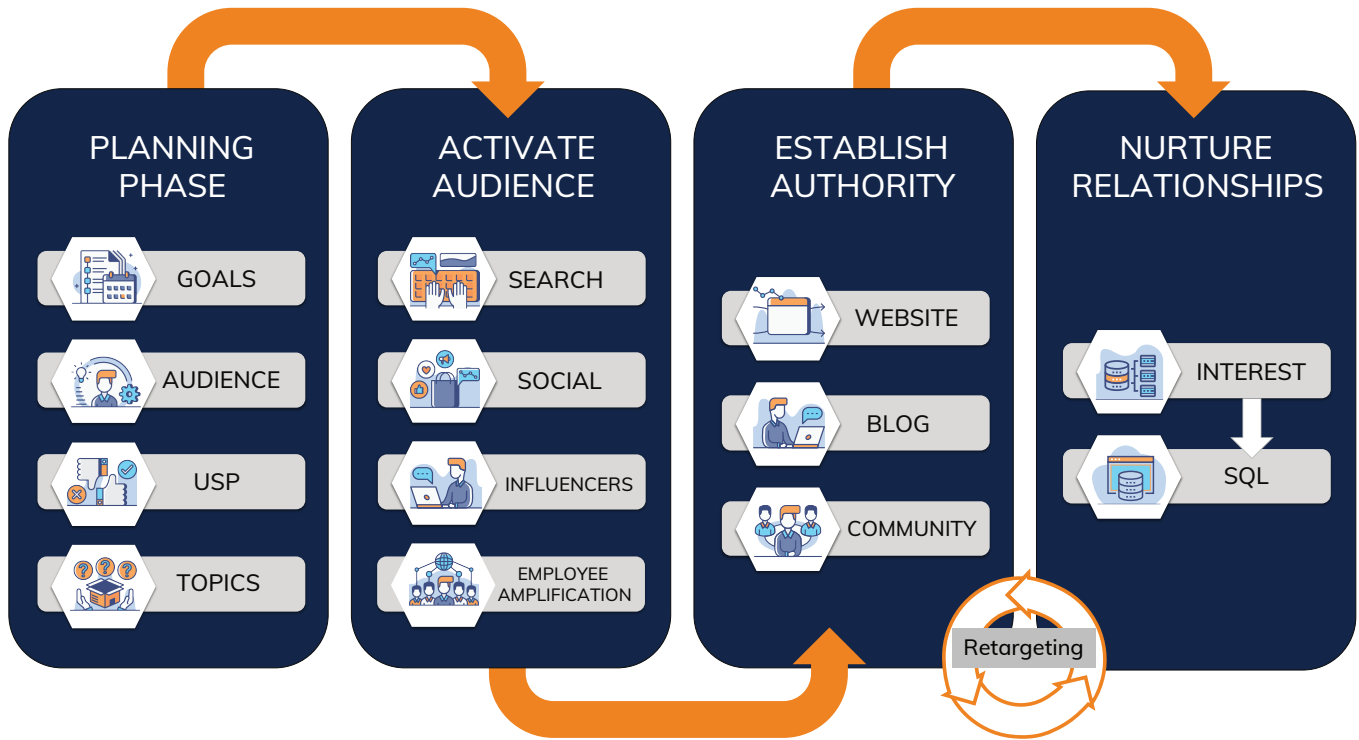 PLANNING
PHASE
GOALS
AUDIENCE
USP
TOPICS
ACTIVATE
AUDIENCE
SEARCH
SOCIAL
INFLUENCERS
EMPLOYEE
AMPLIFICATION
ESTABLISH
AUTHORITY
WEBSITE
BLOG
COMMUNITY
NURTURE
RELATIONSHIPS
INTEREST
SQL
Retargeting